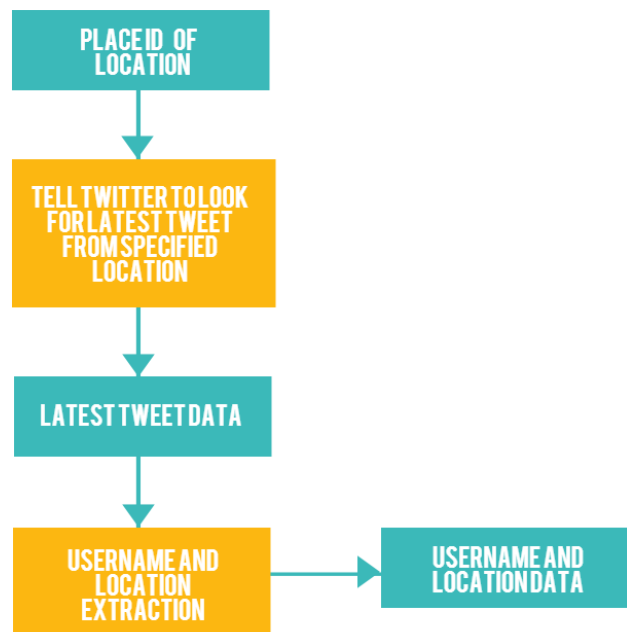 PLACE ID OF
LOCATION
TELL TWITTER TO LOOK
FOR LATEST TWEET
FROM SPECIFIED
LOCATION
LATEST TWEET DATA
USERNAME AND
LOCATION
EXTRACTION
USERNAME AND
LOCATION DATA